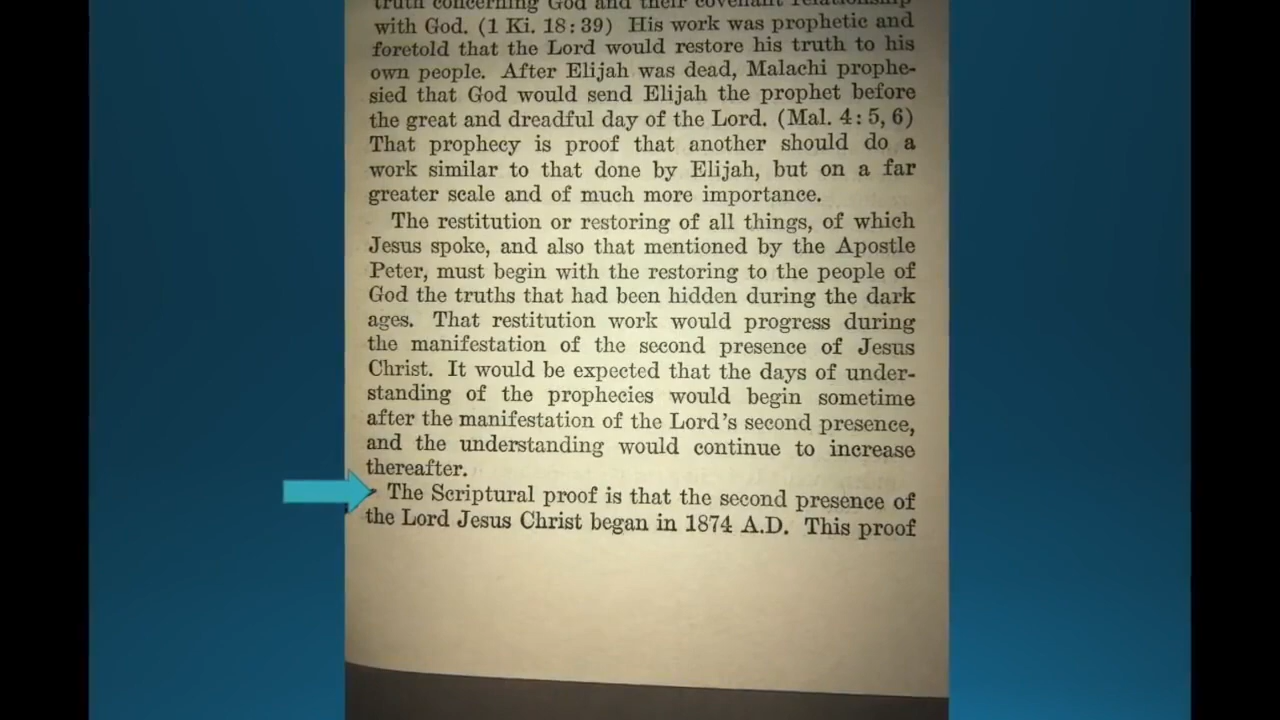 truth concerning God and their covenant relationship
with God. (1 Ki. 18:39) His work was prophetic and
foretold that the Lord would restore his truth to his
own people. After Elijah was dead, Malachi prophe-
sied that God would send Elijah the prophet before
the great and dreadful day of the Lord. (Mal. 4:5, 6)
That prophecy is proof that another should do a
work similar to that done by Elijah, but on a far
greater scale and of much more importance.
The restitution or restoring of all things, of which
Jesus spoke, and also that mentioned by the Apostle
Peter, must begin with the restoring to the people of
God the truths that had been hidden during the dark
ages. That restitution work would progress during
the manifestation of the second presence of Jesus
Christ. It would be expected that the days of under-
standing of the prophecies would begin sometime
after the manifestation of the Lord's second presence,
and the understanding would continue to increase
thereafter.
The Scriptural proof is that the second presence of
the Lord Jesus Christ began in 1874 A.D. This proof